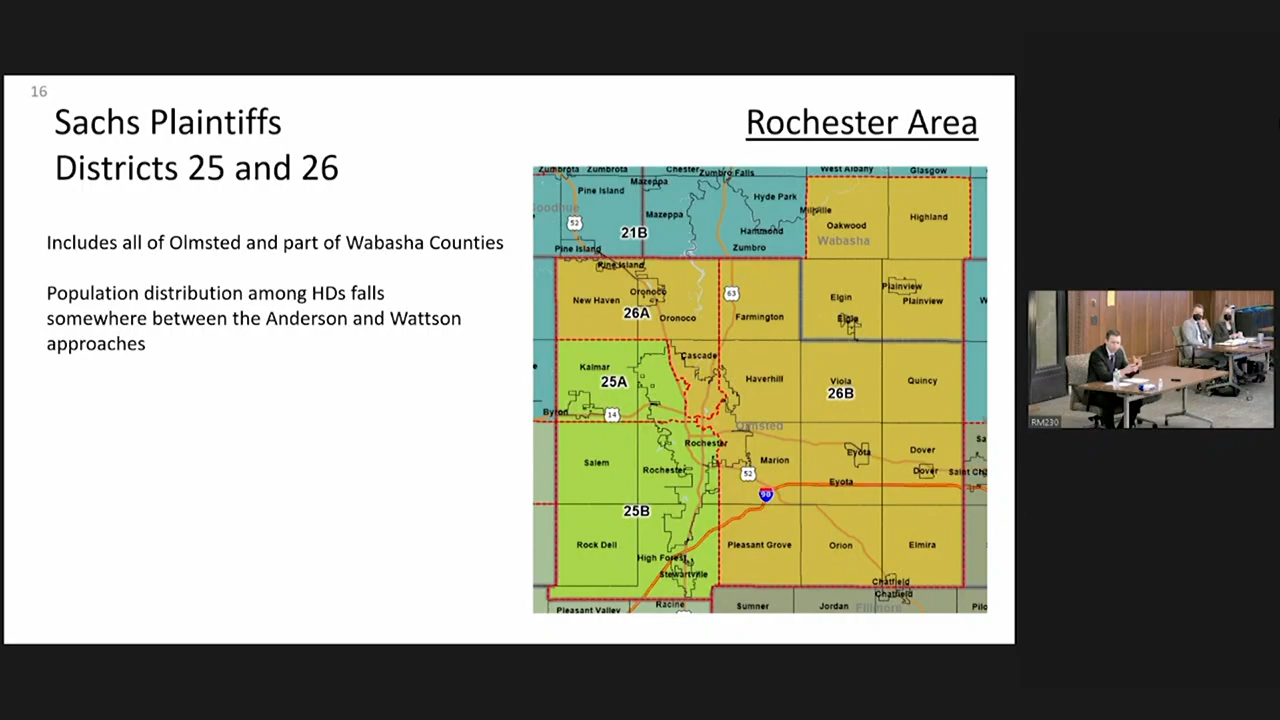 16
Sachs Plaintiffs
Districts 25 and 26
Rochester Area
Includes all of Olmsted and part of Wabasha Counties
Population distribution among HDs falls
somewhere between the Anderson and Wattson
approaches
Zumbrota Zumbrota Chester Zumbro Falls West Albany Glasgow
Pine Island Mazeppa Hyde Park
Mazeppa Millville Oakwood Highland
52
21B Hammond Wabasha
Pine Island Zumbro
Pine Island
New Haven Oronoco 63 Elgin Plainview
Plainview
26A Oronoco Farmington Elgin
Cascade
Kalmar
25A Haverhill Viola Quincy
26B
Byron 14
Olmsted
Rochester
Salem Rochester Marion Eyota Dover
52 Dover
Eyota
90
25B
Rock Dell High Forest Pleasant Grove Orion Elmira
Stewartville Chatfield
Chatfield
Pleasant Valley Racine Sumner Jordan Fillmore
RM230